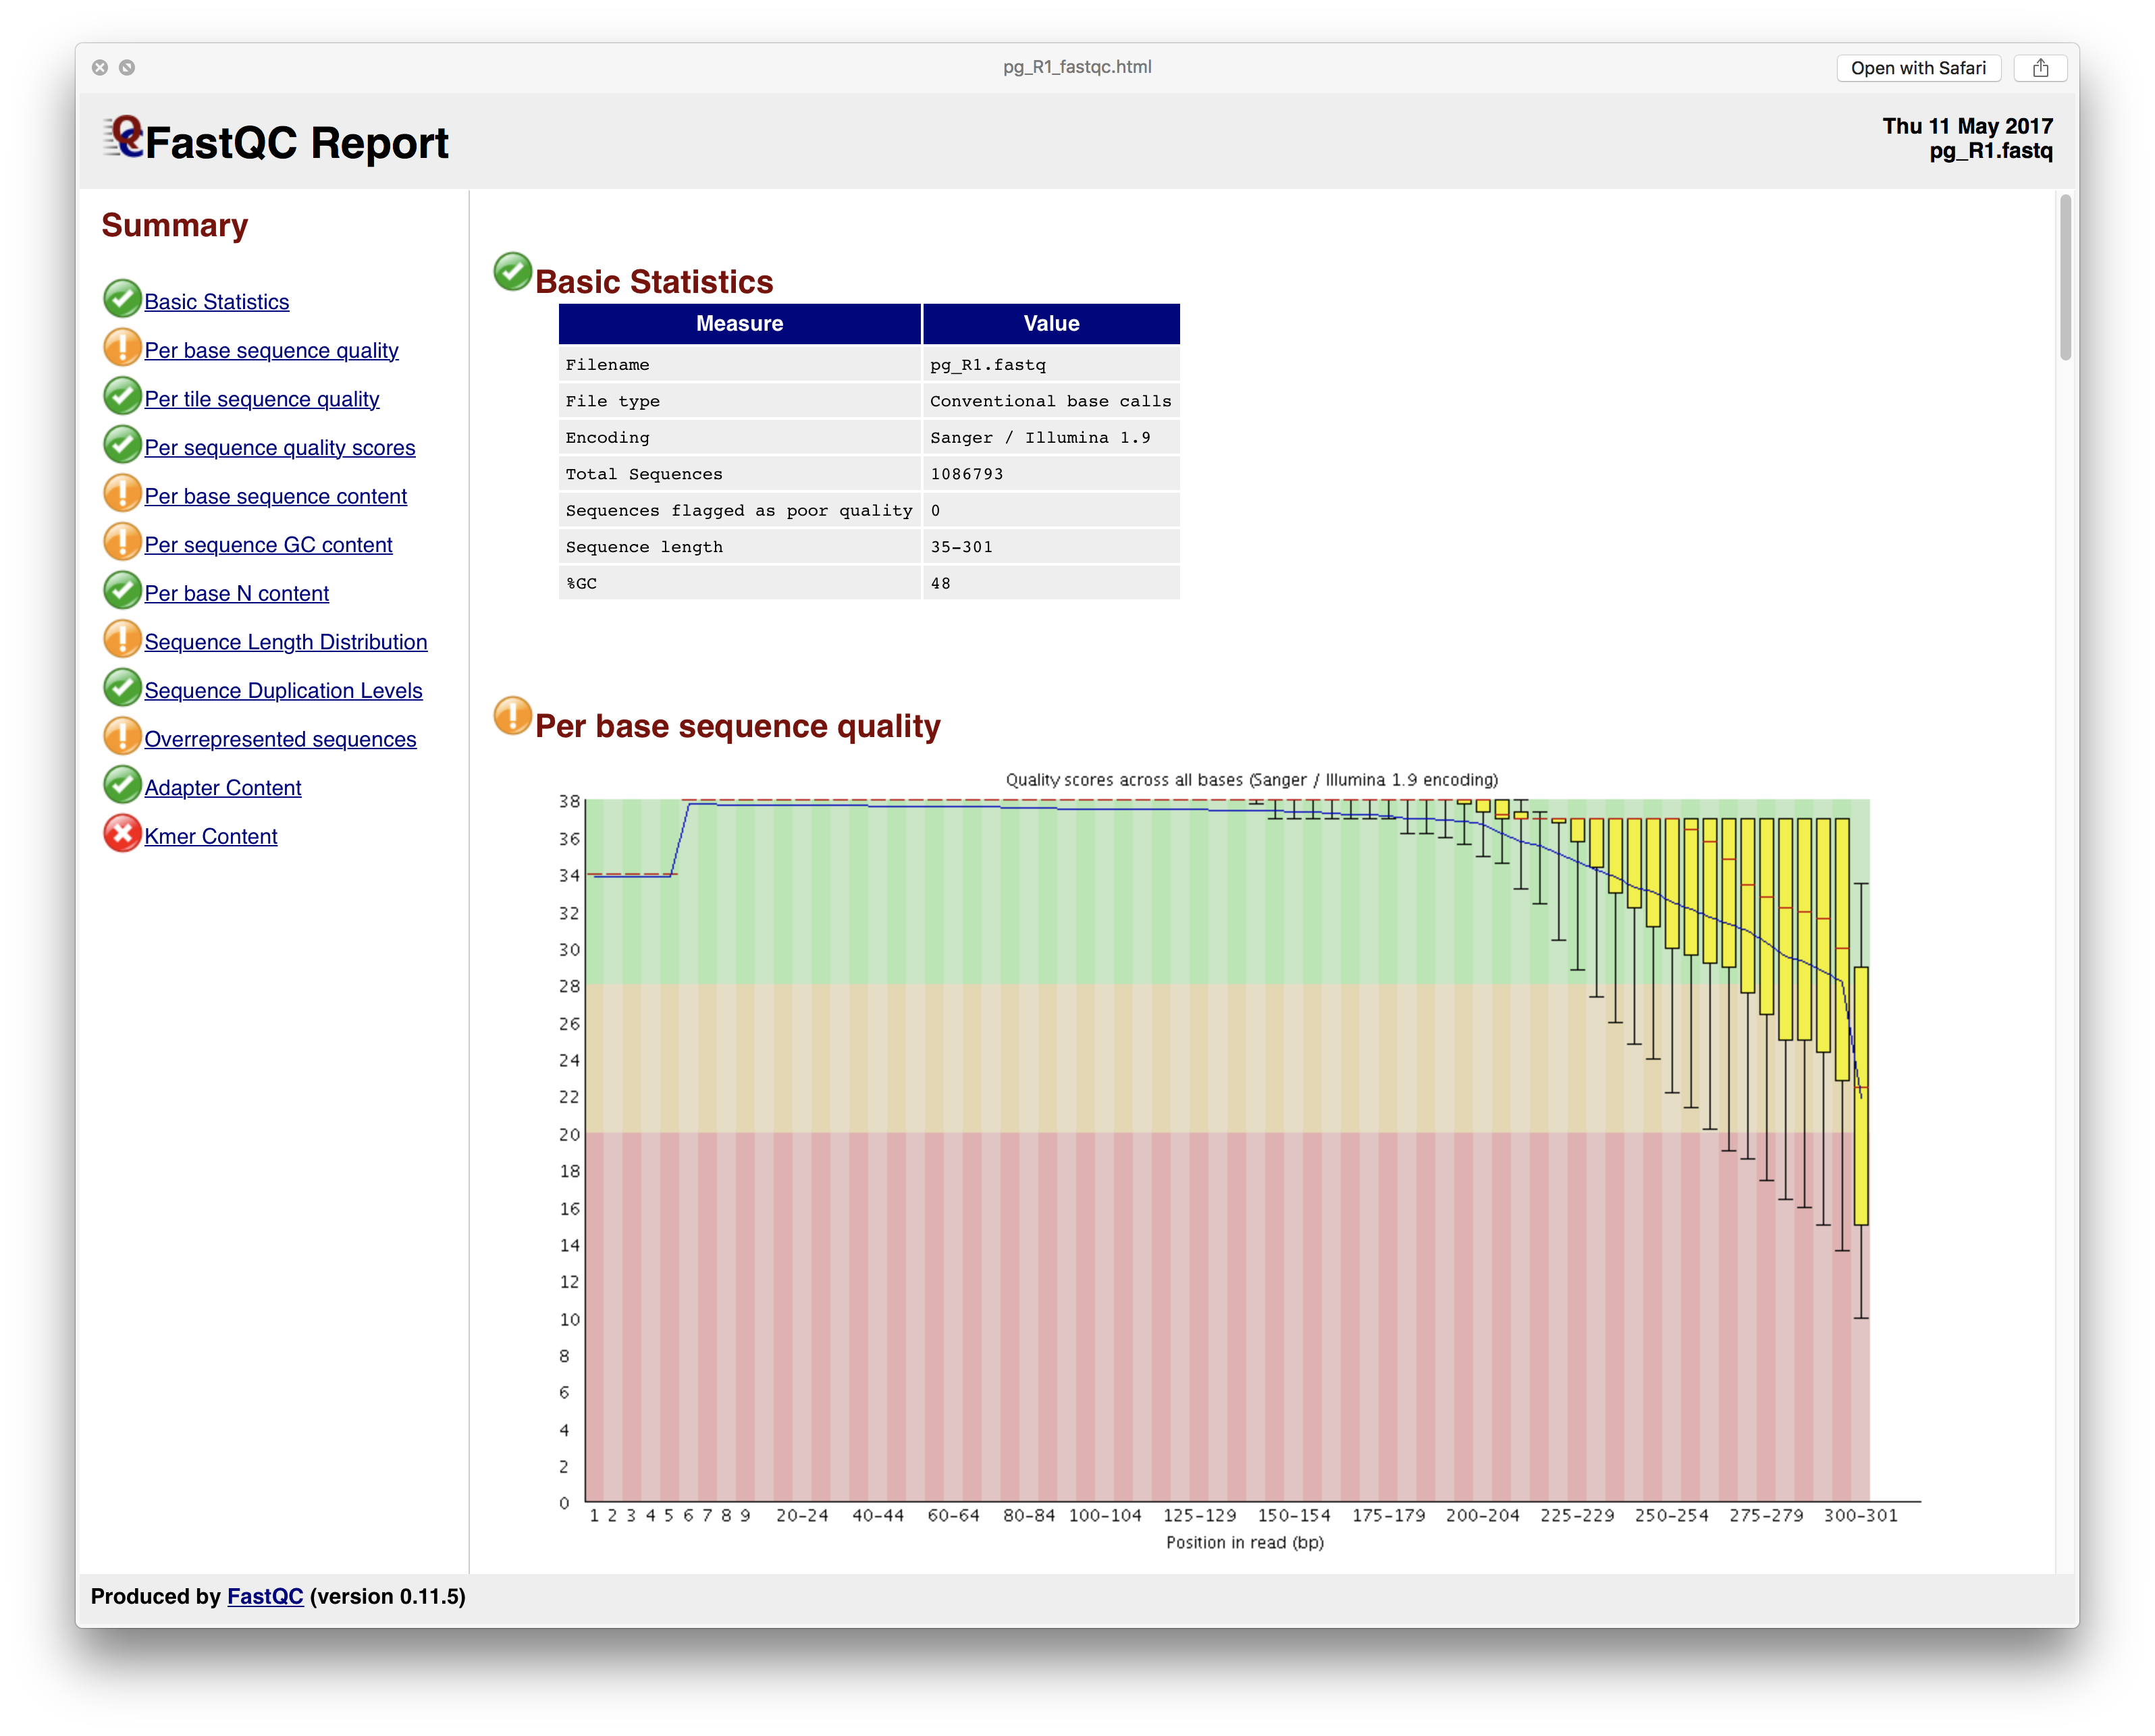 pg_R1_fastqc.html
Open with Safari
FastQC Report
Thu 11 May 2017
pg_R1.fastq
Summary
Basic Statistics
Per base sequence quality
Per tile sequence quality
Per sequence quality scores
Per base sequence content
Per sequence GC content
Per base N content
Sequence Length Distribution
Sequence Duplication Levels
Overrepresented sequences
Adapter Content
Kmer Content
Basic Statistics
Measure Value
Filename pg_R1.fastq
File type Conventional base calls
Encoding Sanger / Illumina 1.9
Total Sequences 1086793
Sequences flagged as poor quality 0
Sequence length 35-301
%GC 48
Per base sequence quality
Quality scores across all bases (Sanger / Illumina 1.9 encoding)
38
36
34
32
30
28
26
24
22
20
18
16
14
12
10
8
6
4
2
0
1 2 3 4 5 6 7 8 9 20-24 40-44 60-64 80-84 100-104 125-129 150-154 175-179 200-204 225-229 250-254 275-279 300-301
Position in read (bp)
Produced by FastQC (version 0.11.5)